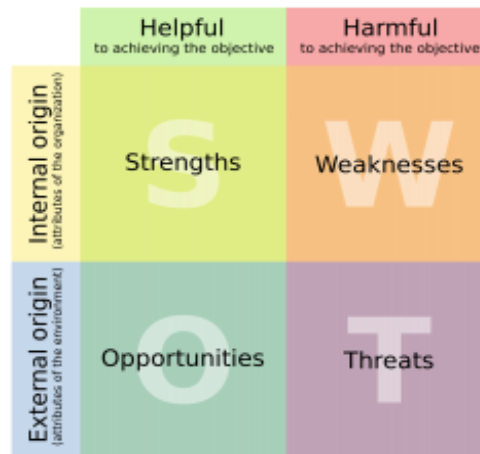 Helpful
to achieving the objective
Harmful
to achieving the objective
Internal origin
(attributes of the organization)
S
Strengths
W
Weaknesses
External origin
(attributes of the environment)
O
Opportunities
T
Threats